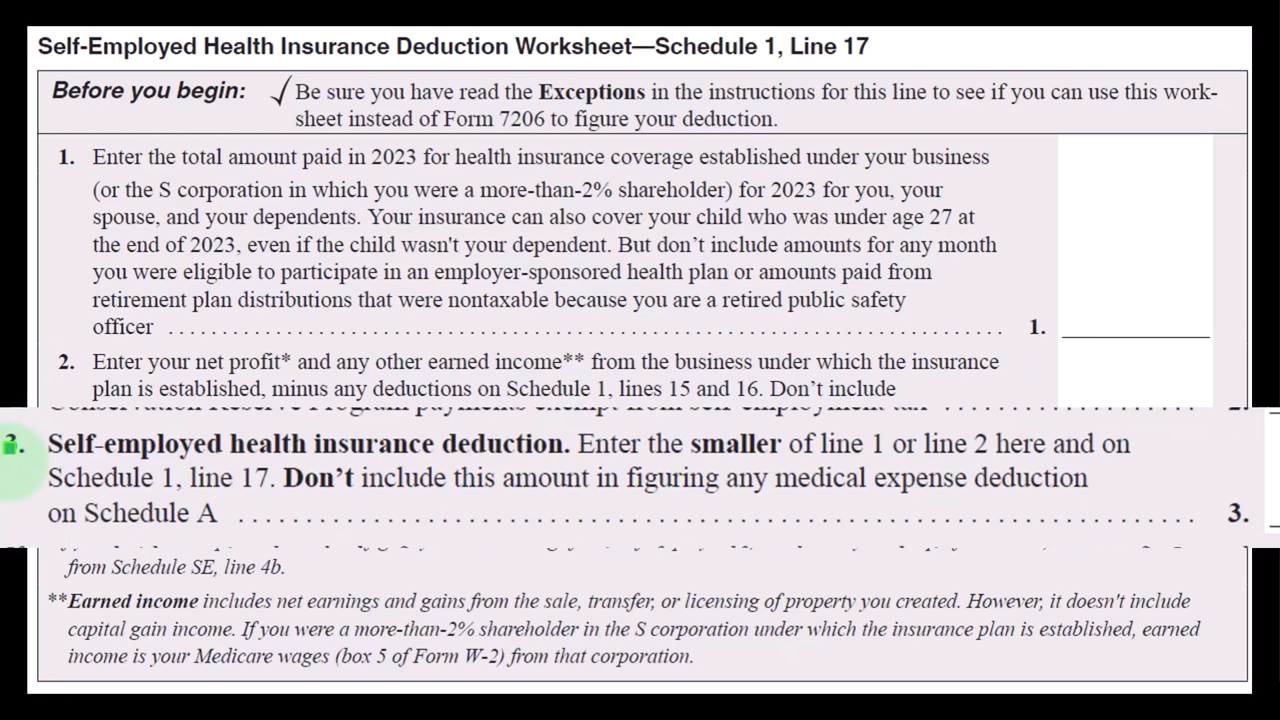 Self-Employed Health Insurance Deduction Worksheet—Schedule 1, Line 17
Before you begin: √ Be sure you have read the Exceptions in the instructions for this line to see if you can use this work-
sheet instead of Form 7206 to figure your deduction.
1. Enter the total amount paid in 2023 for health insurance coverage established under your business
(or the S corporation in which you were a more-than-2% shareholder) for 2023 for you, your
spouse, and your dependents. Your insurance can also cover your child who was under age 27 at
the end of 2023, even if the child wasn't your dependent. But don’t include amounts for any month
you were eligible to participate in an employer-sponsored health plan or amounts paid from
retirement plan distributions that were nontaxable because you are a retired public safety
officer . . . . . . . . . . . . . . . . . . . . . . . . . . . . . . . . . . . . . . . . . . . . . . . . . . . . . . . . . . . . . . . . . . . . . . . . 1.
2. Enter your net profit* and any other earned income** from the business under which the insurance
plan is established, minus any deductions on Schedule 1, lines 15 and 16. Don’t include
Conservation Reserve Program payments exempt from self-employment tax . . . . . . . . . . . . . . . . . . . . 2.
3. Self-employed health insurance deduction. Enter the smaller of line 1 or line 2 here and on
Schedule 1, line 17. Don’t include this amount in figuring any medical expense deduction
on Schedule A . . . . . . . . . . . . . . . . . . . . . . . . . . . . . . . . . . . . . . . . . . . . . . . . . . . . . . . . . . . . . . . . 3.
from Schedule SE, line 4b.
**Earned income includes net earnings and gains from the sale, transfer, or licensing of property you created. However, it doesn't include
capital gain income. If you were a more-than-2% shareholder in the S corporation under which the insurance plan is established, earned
income is your Medicare wages (box 5 of Form W-2) from that corporation.